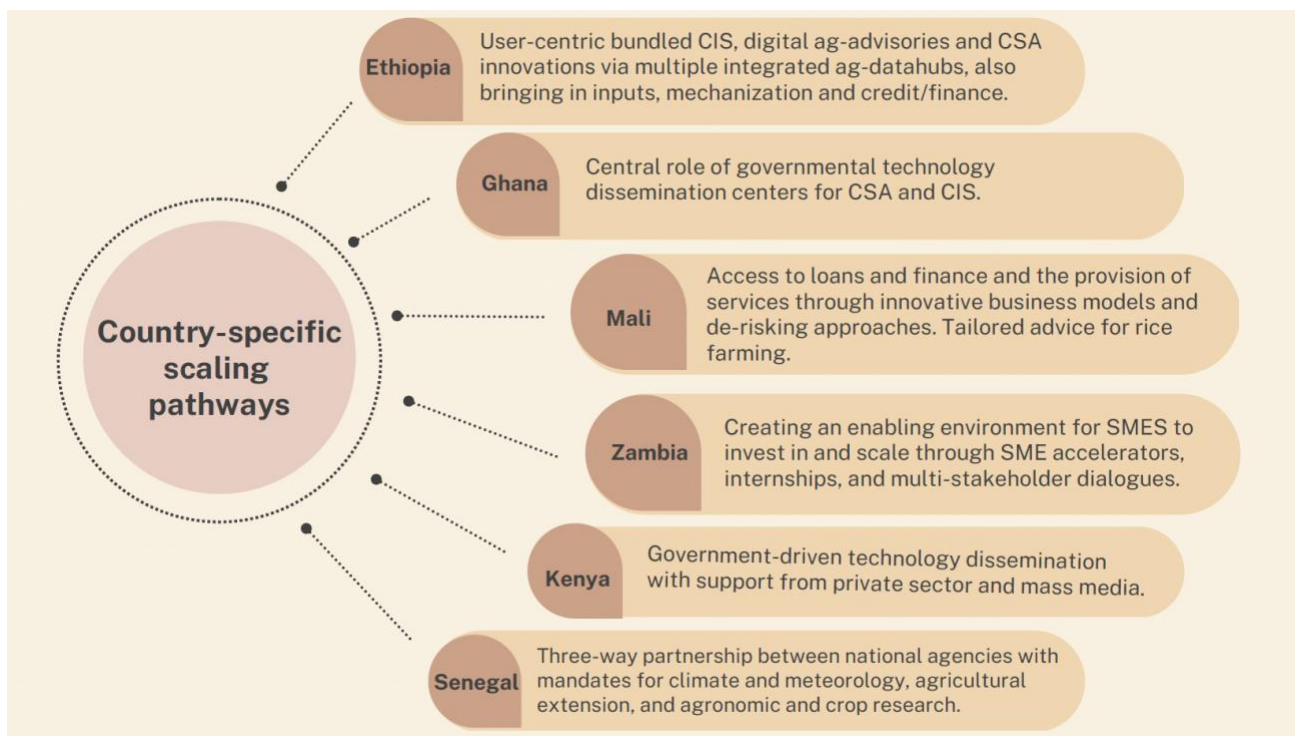 Country-specific
scaling
pathways
Ethiopia
User-centric bundled CIS, digital ag-advisories and CSA
innovations via multiple integrated ag-datahubs, also
bringing in inputs, mechanization and credit/finance.
Ghana
Central role of governmental technology
dissemination centers for CSA and CIS.
Mali
Access to loans and finance and the provision of
services through innovative business models and
de-risking approaches. Tailored advice for rice
farming.
Zambia
Creating an enabling environment for SMES to
invest in and scale through SME accelerators,
internships, and multi-stakeholder dialogues.
Kenya
Government-driven technology dissemination
with support from private sector and mass media.
Senegal
Three-way partnership between national agencies with
mandates for climate and meteorology, agricultural
extension, and agronomic and crop research.